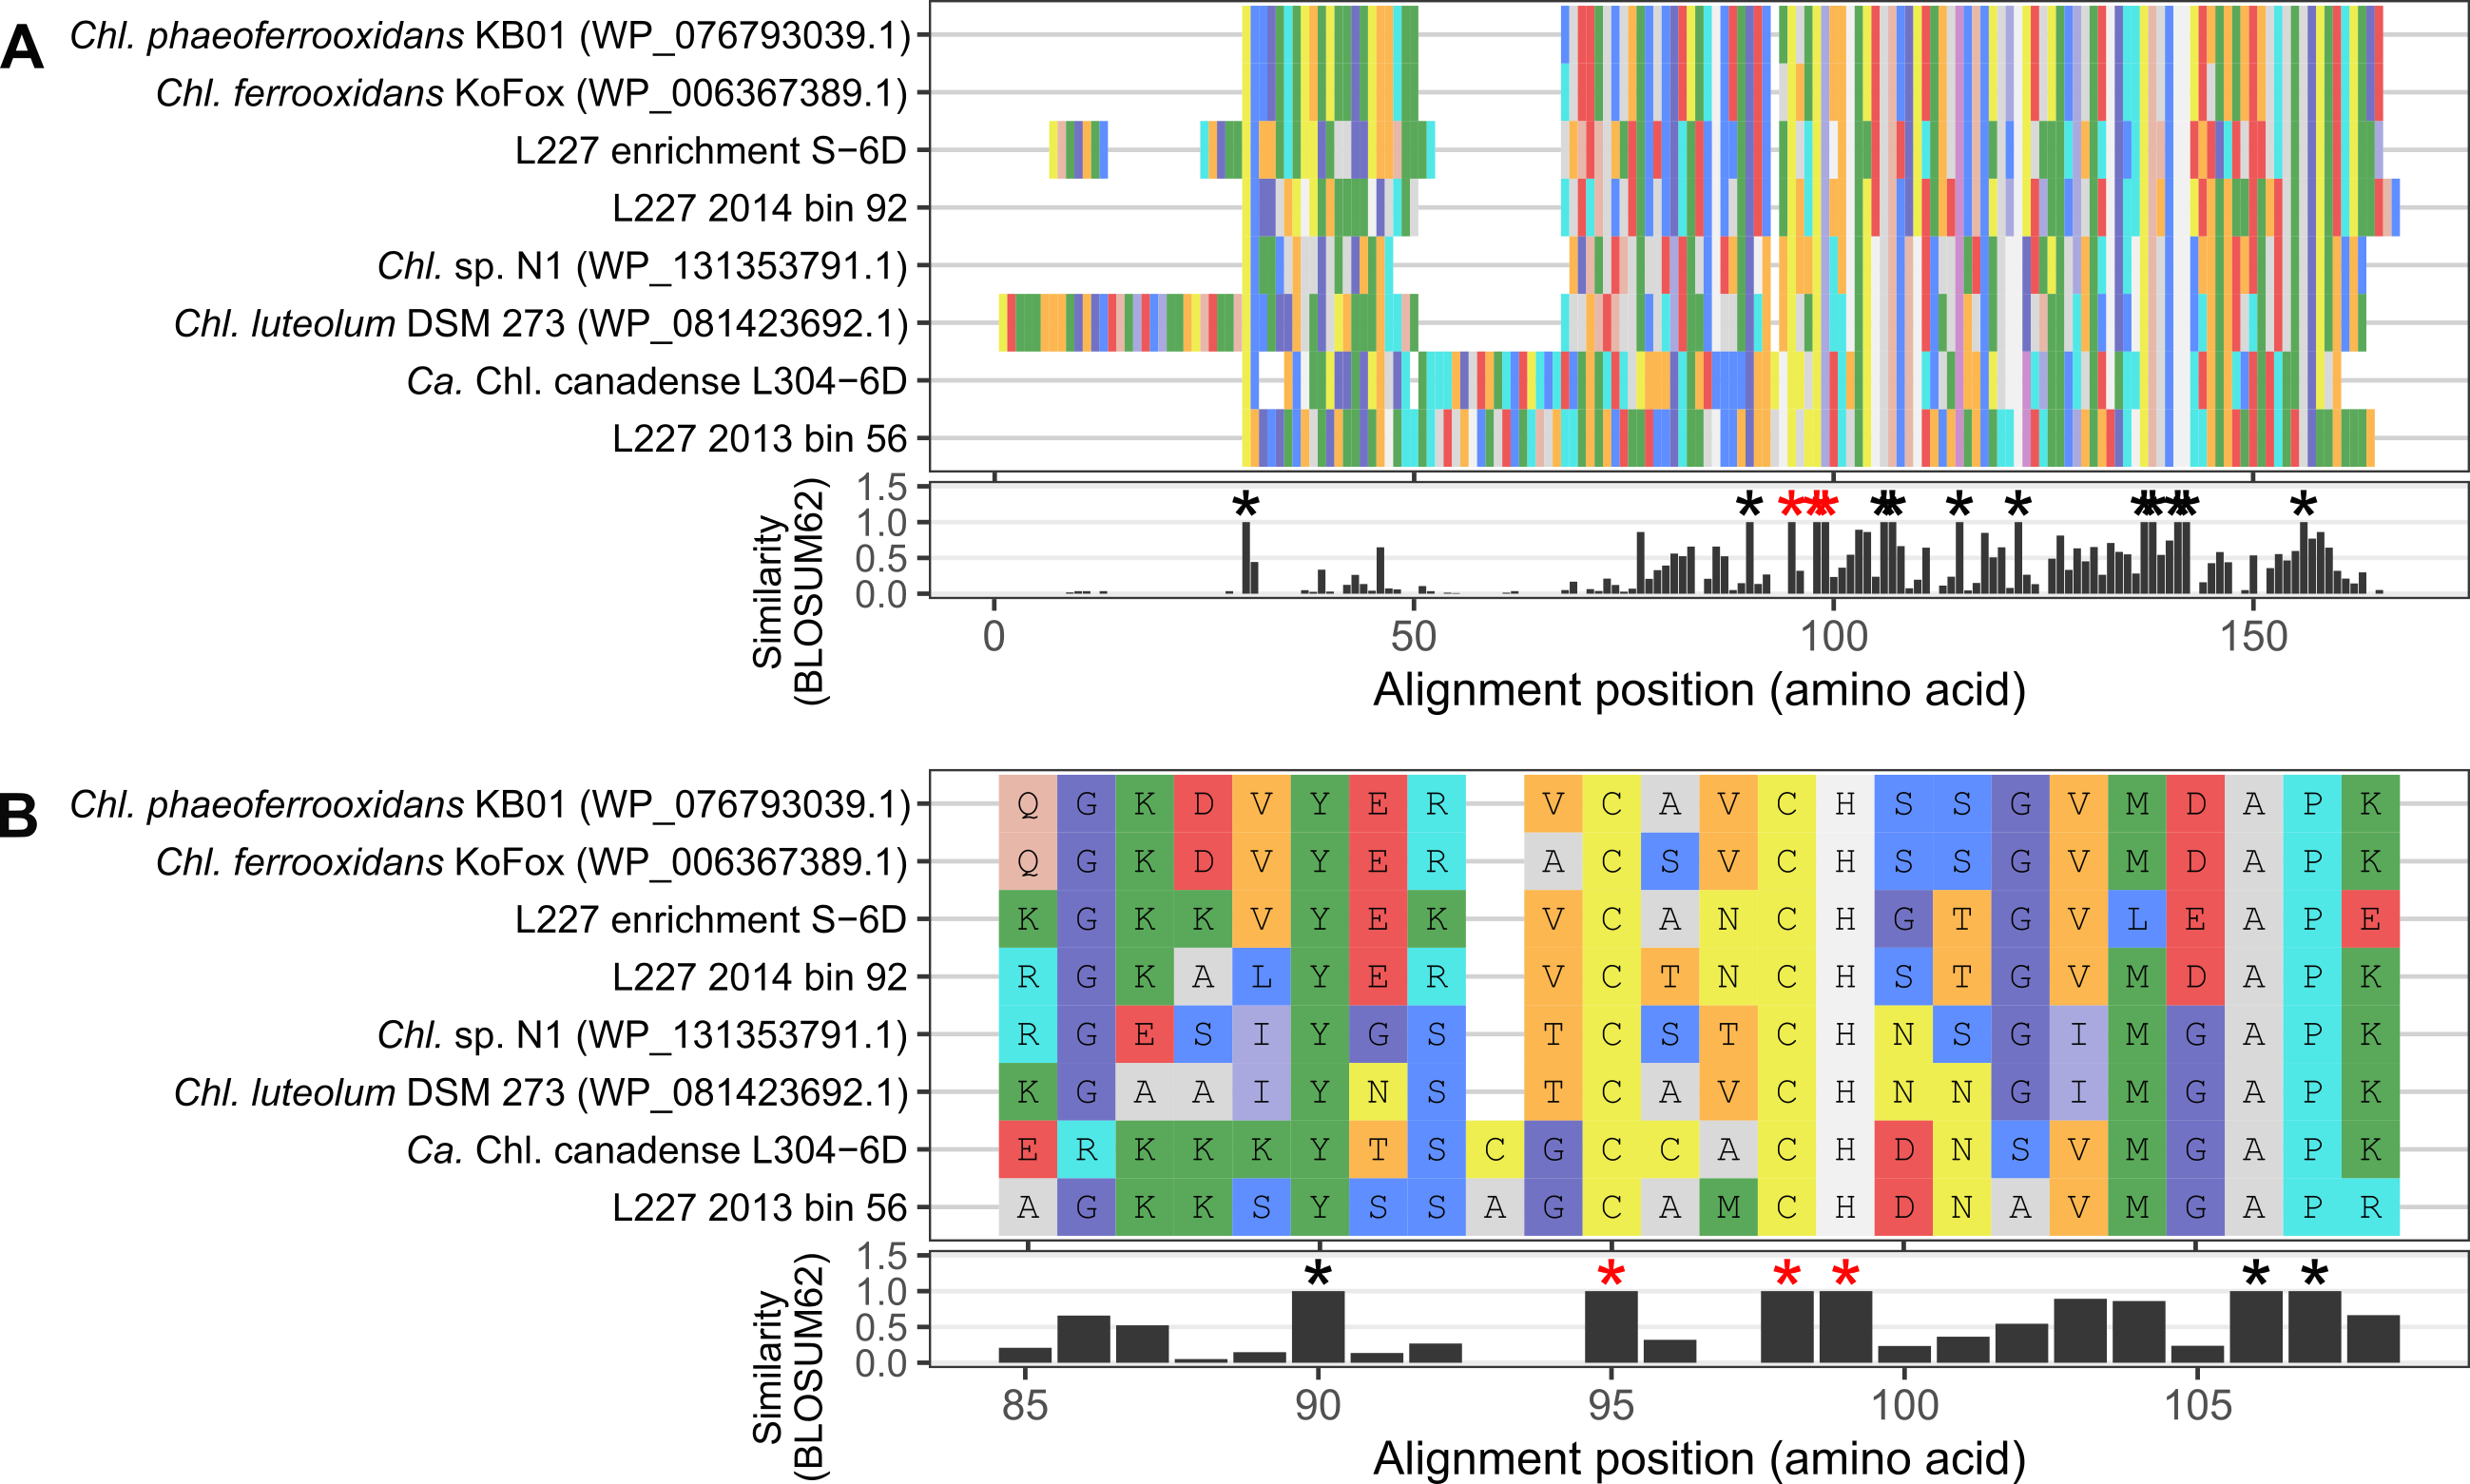 A
Chl. phaeoferrooxidans KB01 (WP_076793039.1)
Chl. ferrooxidans KoFox (WP_006367389.1)
L227 enrichment S−6D
L227 2014 bin 92
Chl. sp. N1 (WP_131353791.1)
Chl. luteolum DSM 273 (WP_081423692.1)
Ca. Chl. canadense L304−6D
L227 2013 bin 56
Similarity
(BLOSUM62)
1.5
1.0
0.5
0.0
* * * * * * * * * * * * * *
0 50 100 150
Alignment position (amino acid)
B
Chl. phaeoferrooxidans KB01 (WP_076793039.1) Q G K D V Y E R V C A V C H S S G V M D A P K
Chl. ferrooxidans KoFox (WP_006367389.1) Q G K D V Y E R A C S V C H S S G V M D A P K
L227 enrichment S−6D K G K K V Y E K V C A N C H G T G V L E A P E
L227 2014 bin 92 R G K A L Y E R V C T N C H S T G V M D A P K
Chl. sp. N1 (WP_131353791.1) R G E S I Y G S T C S T C H N S G I M G A P K
Chl. luteolum DSM 273 (WP_081423692.1) K G A A I Y N S T C A V C H N N G I M G A P K
Ca. Chl. canadense L304−6D E R K K K Y T S C G C C A C H D N S V M G A P K
L227 2013 bin 56 A G K K S Y S S A G C A M C H D N A V M G A P R
Similarity
(BLOSUM62)
1.5
1.0
0.5
0.0
* * * * * *
85 90 95 100 105
Alignment position (amino acid)